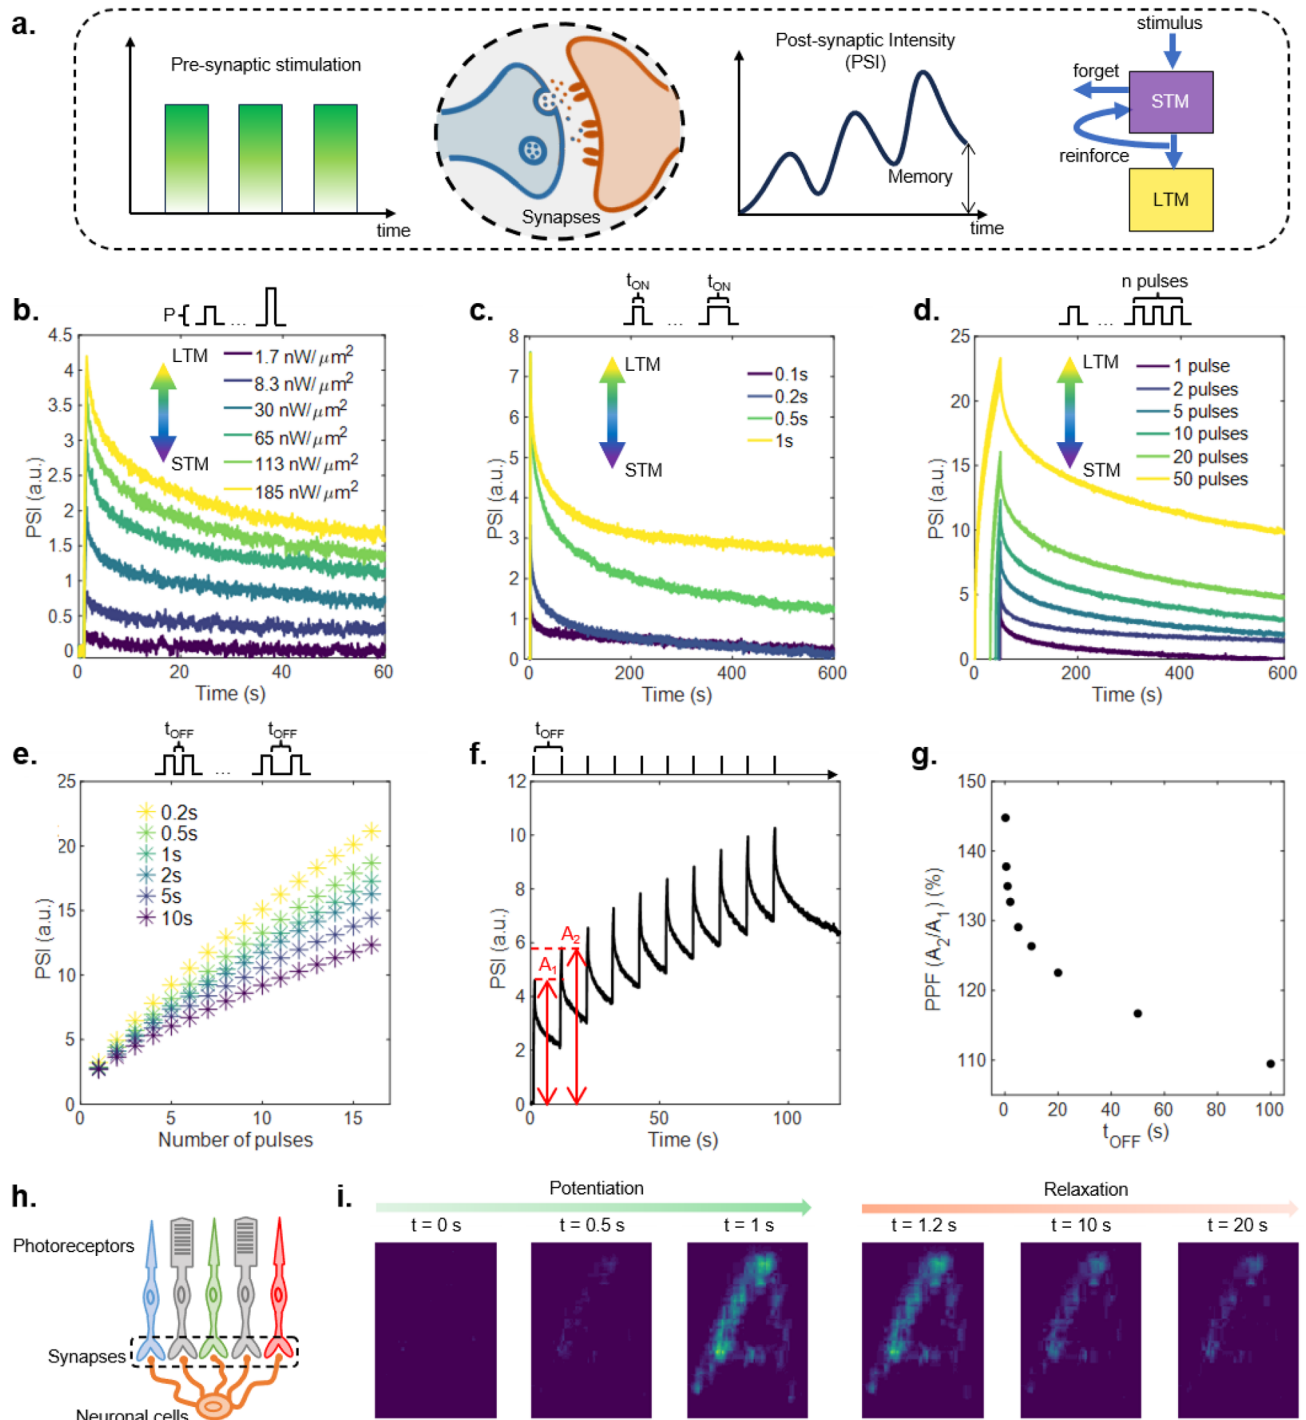 a.
Pre-synaptic stimulation
time
Synapses
Post-synaptic Intensity
(PSI)
Memory
time
stimulus
forget
STM
reinforce
LTM
b.
P
...
4.5
4
3.5
3
2.5
2
1.5
1
0.5
0
PSI (a.u.)
LTM
STM
1.7 nW/μm²
8.3 nW/μm²
30 nW/μm²
65 nW/μm²
113 nW/μm²
185 nW/μm²
0 20 40 60
Time (s)
c.
tON ... tON
8
7
6
5
4
3
2
1
0
PSI (a.u.)
LTM
STM
0.1s
0.2s
0.5s
1s
0 200 400 600
Time (s)
d.
n pulses
...
25
20
15
10
5
0
PSI (a.u.)
LTM
STM
1 pulse
2 pulses
5 pulses
10 pulses
20 pulses
50 pulses
0 200 400 600
Time (s)
e.
tOFF ... tOFF
25
20
15
10
5
0
PSI (a.u.)
0.2s
0.5s
1s
2s
5s
10s
0 5 10 15
Number of pulses
f.
tOFF
12
10
8
6
4
2
0
PSI (a.u.)
A₁
A₂
0 50 100
Time (s)
g.
150
140
130
120
110
PPF (A₂/A₁) (%)
0 20 40 60 80 100
tOFF (s)
h.
Photoreceptors
Synapses
Neuronal cells
i.
Potentiation
Relaxation
t = 0 s
t = 0.5 s
t = 1 s
t = 1.2 s
t = 10 s
t = 20 s